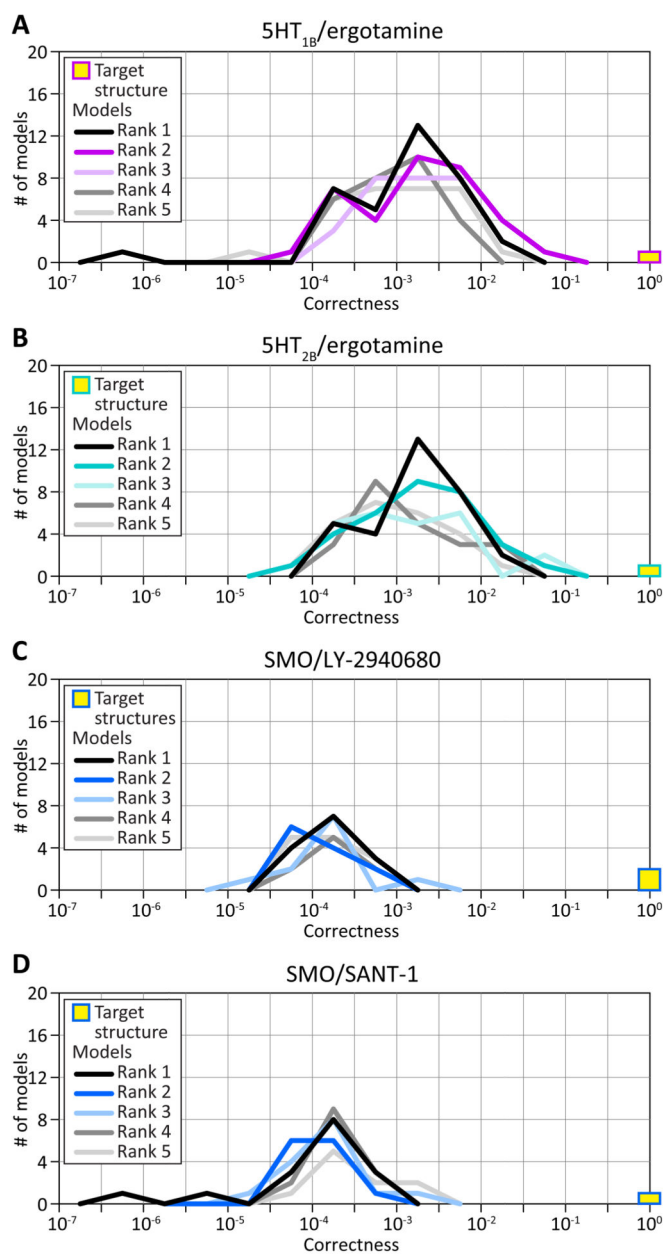 A
5HT1B/ergotamine
# of models
20
16
12
8
4
0
Target
structure
Models
Rank 1
Rank 2
Rank 3
Rank 4
Rank 5
10-7 10-6 10-5 10-4 10-3 10-2 10-1 100
Correctness
B
5HT2B/ergotamine
# of models
20
16
12
8
4
0
Target
structure
Models
Rank 1
Rank 2
Rank 3
Rank 4
Rank 5
10-7 10-6 10-5 10-4 10-3 10-2 10-1 100
Correctness
C
SMO/LY-2940680
# of models
20
16
12
8
4
0
Target
structures
Models
Rank 1
Rank 2
Rank 3
Rank 4
Rank 5
10-7 10-6 10-5 10-4 10-3 10-2 10-1 100
Correctness
D
SMO/SANT-1
# of models
20
16
12
8
4
0
Target
structure
Models
Rank 1
Rank 2
Rank 3
Rank 4
Rank 5
10-7 10-6 10-5 10-4 10-3 10-2 10-1 100
Correctness